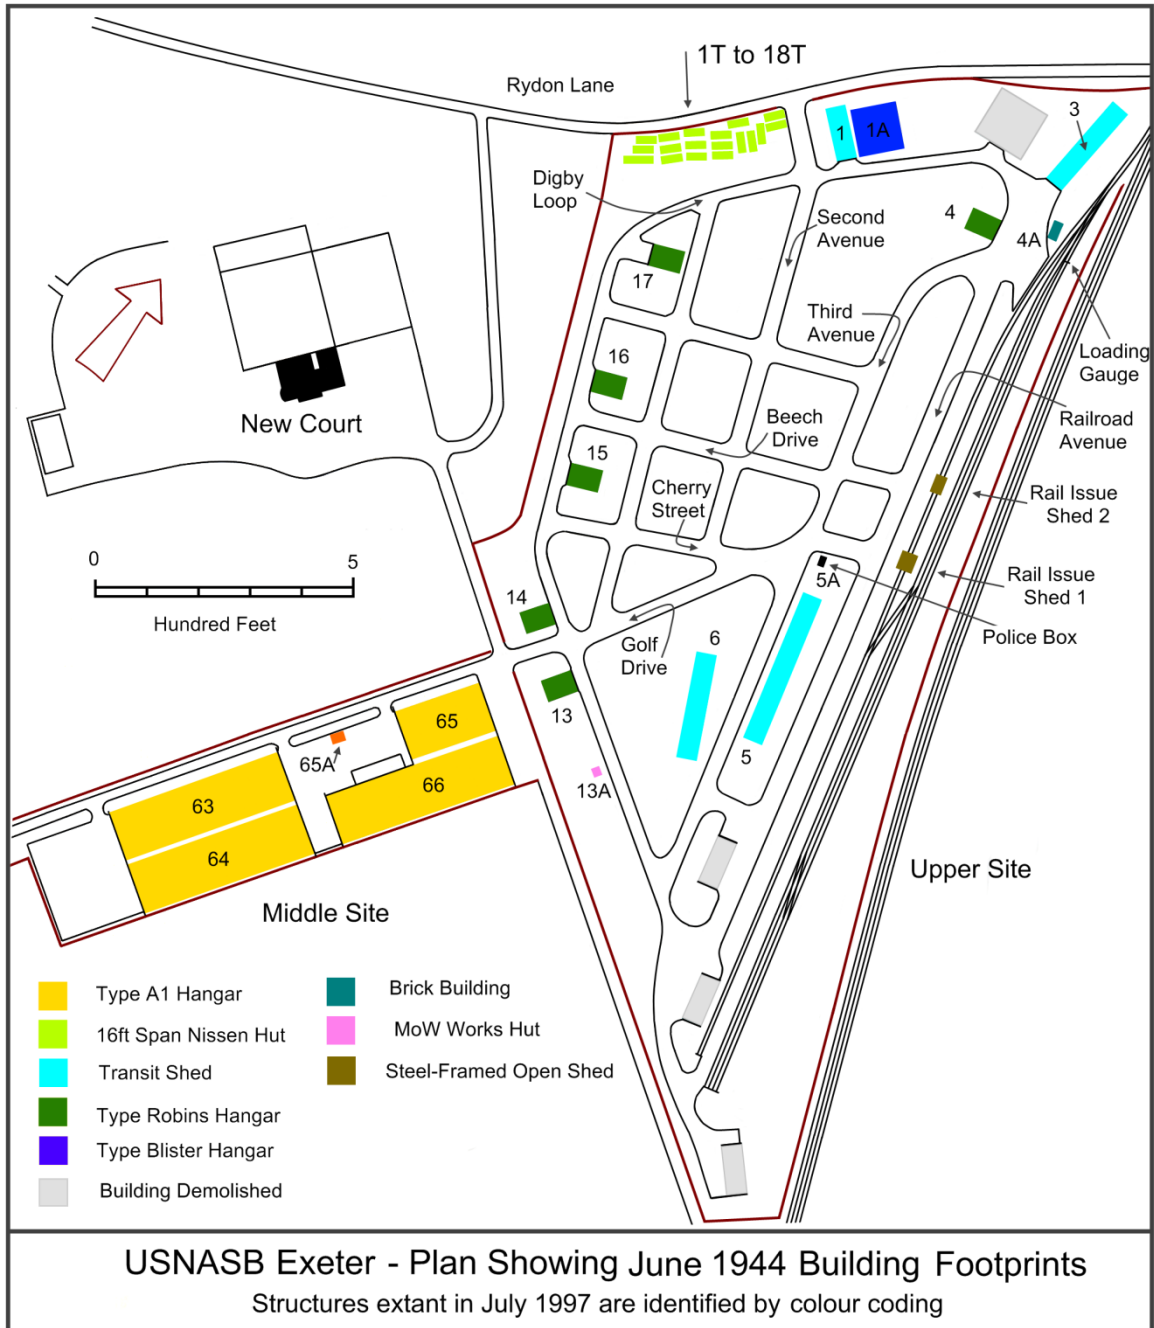 1T to 18T
Rydon Lane
3
1
1A
Digby
Loop
Second
Avenue
4
4A
17
Third
Avenue
Loading
Gauge
16
New Court
Beech
Drive
Railroad
Avenue
15
Cherry
Street
Rail Issue
Shed 2
0
5
Hundred Feet
5A
Rail Issue
Shed 1
14
Police Box
6
Golf
Drive
13
65
65A
5
66
13A
63
64
Upper Site
Middle Site
Type A1 Hangar
16ft Span Nissen Hut
Transit Shed
Type Robins Hangar
Type Blister Hangar
Building Demolished
Brick Building
MoW Works Hut
Steel-Framed Open Shed
USNASB Exeter - Plan Showing June 1944 Building Footprints
Structures extant in July 1997 are identified by colour coding